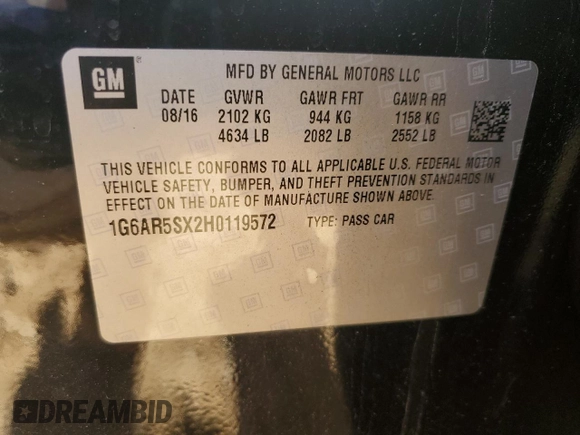 GM
MFD BY GENERAL MOTORS LLC
DATE GVWR GAWR FRT GAWR RR
08/16 2102 KG 944 KG 1158 KG
4634 LB 2082 LB 2552 LB
THIS VEHICLE CONFORMS TO ALL APPLICABLE U.S. FEDERAL MOTOR
VEHICLE SAFETY, BUMPER, AND THEFT PREVENTION STANDARDS IN
EFFECT ON THE DATE OF MANUFACTURE SHOWN ABOVE.
1G6AR5SX2H0119572 TYPE: PASS CAR
DREAMBID